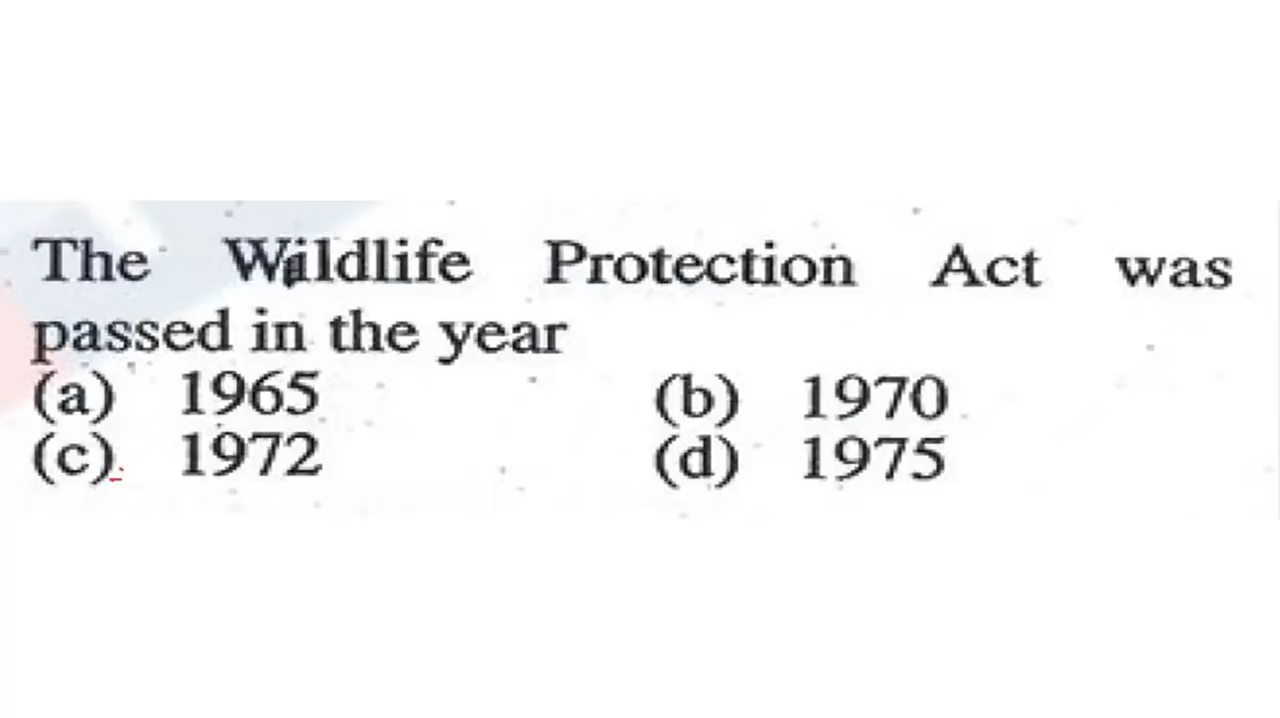 The Wildlife Protection Act was
passed in the year
(a) 1965 (b) 1970
(c) 1972 (d) 1975